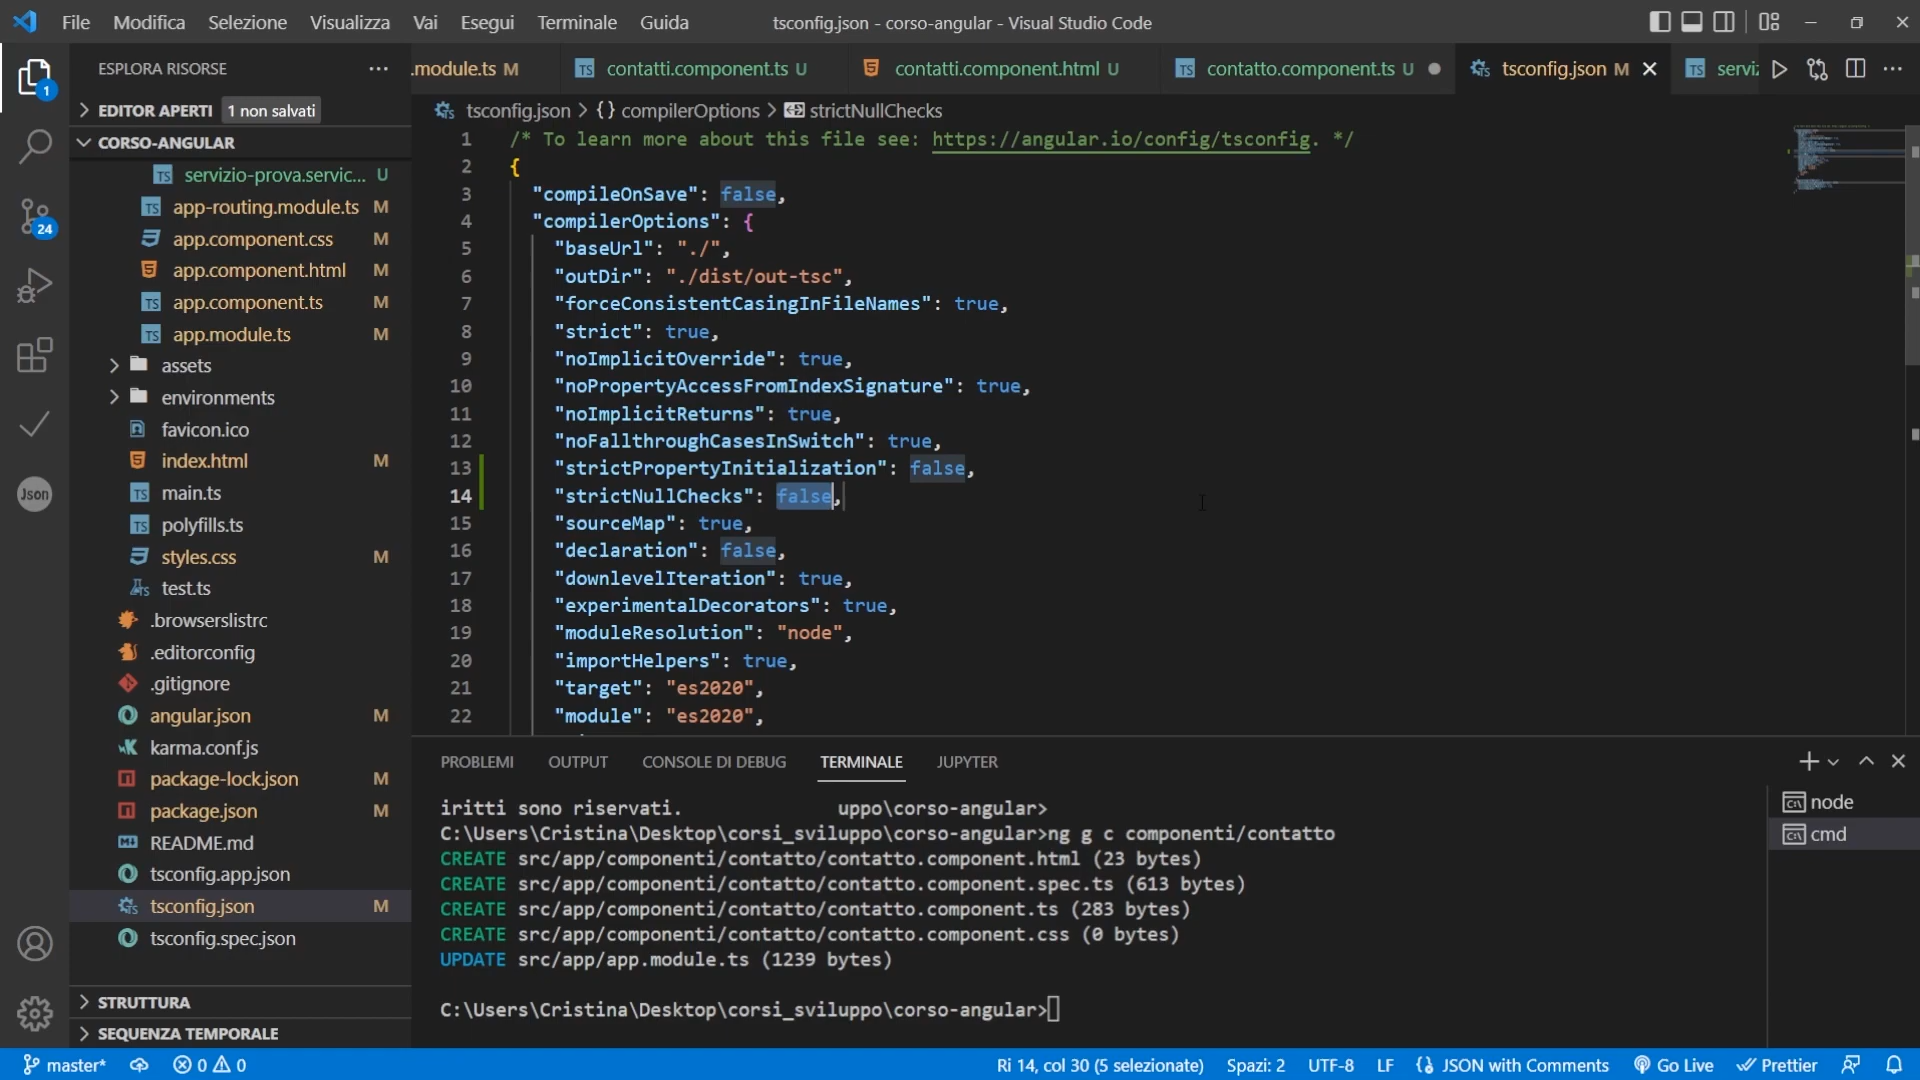 File Modifica Selezione Visualizza Vai Esegui Terminale Guida
tsconfig.json - corso-angular - Visual Studio Code
ESPLORA RISORSE
.module.ts M
contatti.component.ts U
contatti.component.html U
contatto.component.ts U
tsconfig.json M
serviz
EDITOR APERTI 1 non salvati
tsconfig.json > {} compilerOptions > strictNullChecks
CORSO-ANGULAR
servizio-prova.servic... U
app-routing.module.ts M
app.component.css M
app.component.html M
app.component.ts M
app.module.ts M
assets
environments
favicon.ico
index.html M
main.ts
polyfills.ts
styles.css M
test.ts
.browserslistrc
.editorconfig
.gitignore
angular.json M
karma.conf.js
package-lock.json M
package.json M
README.md
tsconfig.app.json
tsconfig.json M
tsconfig.spec.json
STRUTTURA
SEQUENZA TEMPORALE
1
24
Json
1 /* To learn more about this file see: https://angular.io/config/tsconfig. */
2 {
3 "compileOnSave": false,
4 "compilerOptions": {
5 "baseUrl": "./",
6 "outDir": "./dist/out-tsc",
7 "forceConsistentCasingInFileNames": true,
8 "strict": true,
9 "noImplicitOverride": true,
10 "noPropertyAccessFromIndexSignature": true,
11 "noImplicitReturns": true,
12 "noFallthroughCasesInSwitch": true,
13 "strictPropertyInitialization": false,
14 "strictNullChecks": false,
15 "sourceMap": true,
16 "declaration": false,
17 "downlevelIteration": true,
18 "experimentalDecorators": true,
19 "moduleResolution": "node",
20 "importHelpers": true,
21 "target": "es2020",
22 "module": "es2020",
PROBLEMI OUTPUT CONSOLE DI DEBUG TERMINALE JUPYTER
iritti sono riservati. uppo\corso-angular>
C:\Users\Cristina\Desktop\corsi_sviluppo\corso-angular>ng g c componenti/contatto
CREATE src/app/componenti/contatto/contatto.component.html (23 bytes)
CREATE src/app/componenti/contatto/contatto.component.spec.ts (613 bytes)
CREATE src/app/componenti/contatto/contatto.component.ts (283 bytes)
CREATE src/app/componenti/contatto/contatto.component.css (0 bytes)
UPDATE src/app/app.module.ts (1239 bytes)
C:\Users\Cristina\Desktop\corsi_sviluppo\corso-angular>
node
cmd
master* 0 0 Ri 14, col 30 (5 selezionate) Spazi: 2 UTF-8 LF {} JSON with Comments Go Live Prettier